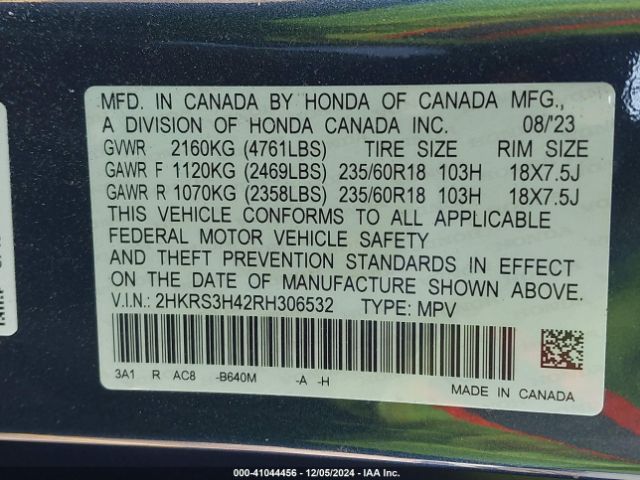 MFD. IN CANADA BY HONDA OF CANADA MFG.,
A DIVISION OF HONDA CANADA INC. 08/'23
GVWR 2160KG (4761LBS) TIRE SIZE RIM SIZE
GAWR F 1120KG (2469LBS) 235/60R18 103H 18X7.5J
GAWR R 1070KG (2358LBS) 235/60R18 103H 18X7.5J
THIS VEHICLE CONFORMS TO ALL APPLICABLE
FEDERAL MOTOR VEHICLE SAFETY
AND THEFT PREVENTION STANDARDS IN EFFECT
ON THE DATE OF MANUFACTURE SHOWN ABOVE.
V.I.N.: 2HKRS3H42RH306532 TYPE: MPV
3A1 R AC8 -B640M -A -H
MADE IN CANADA
000-41044456 - 12/05/2024 - IAA Inc.